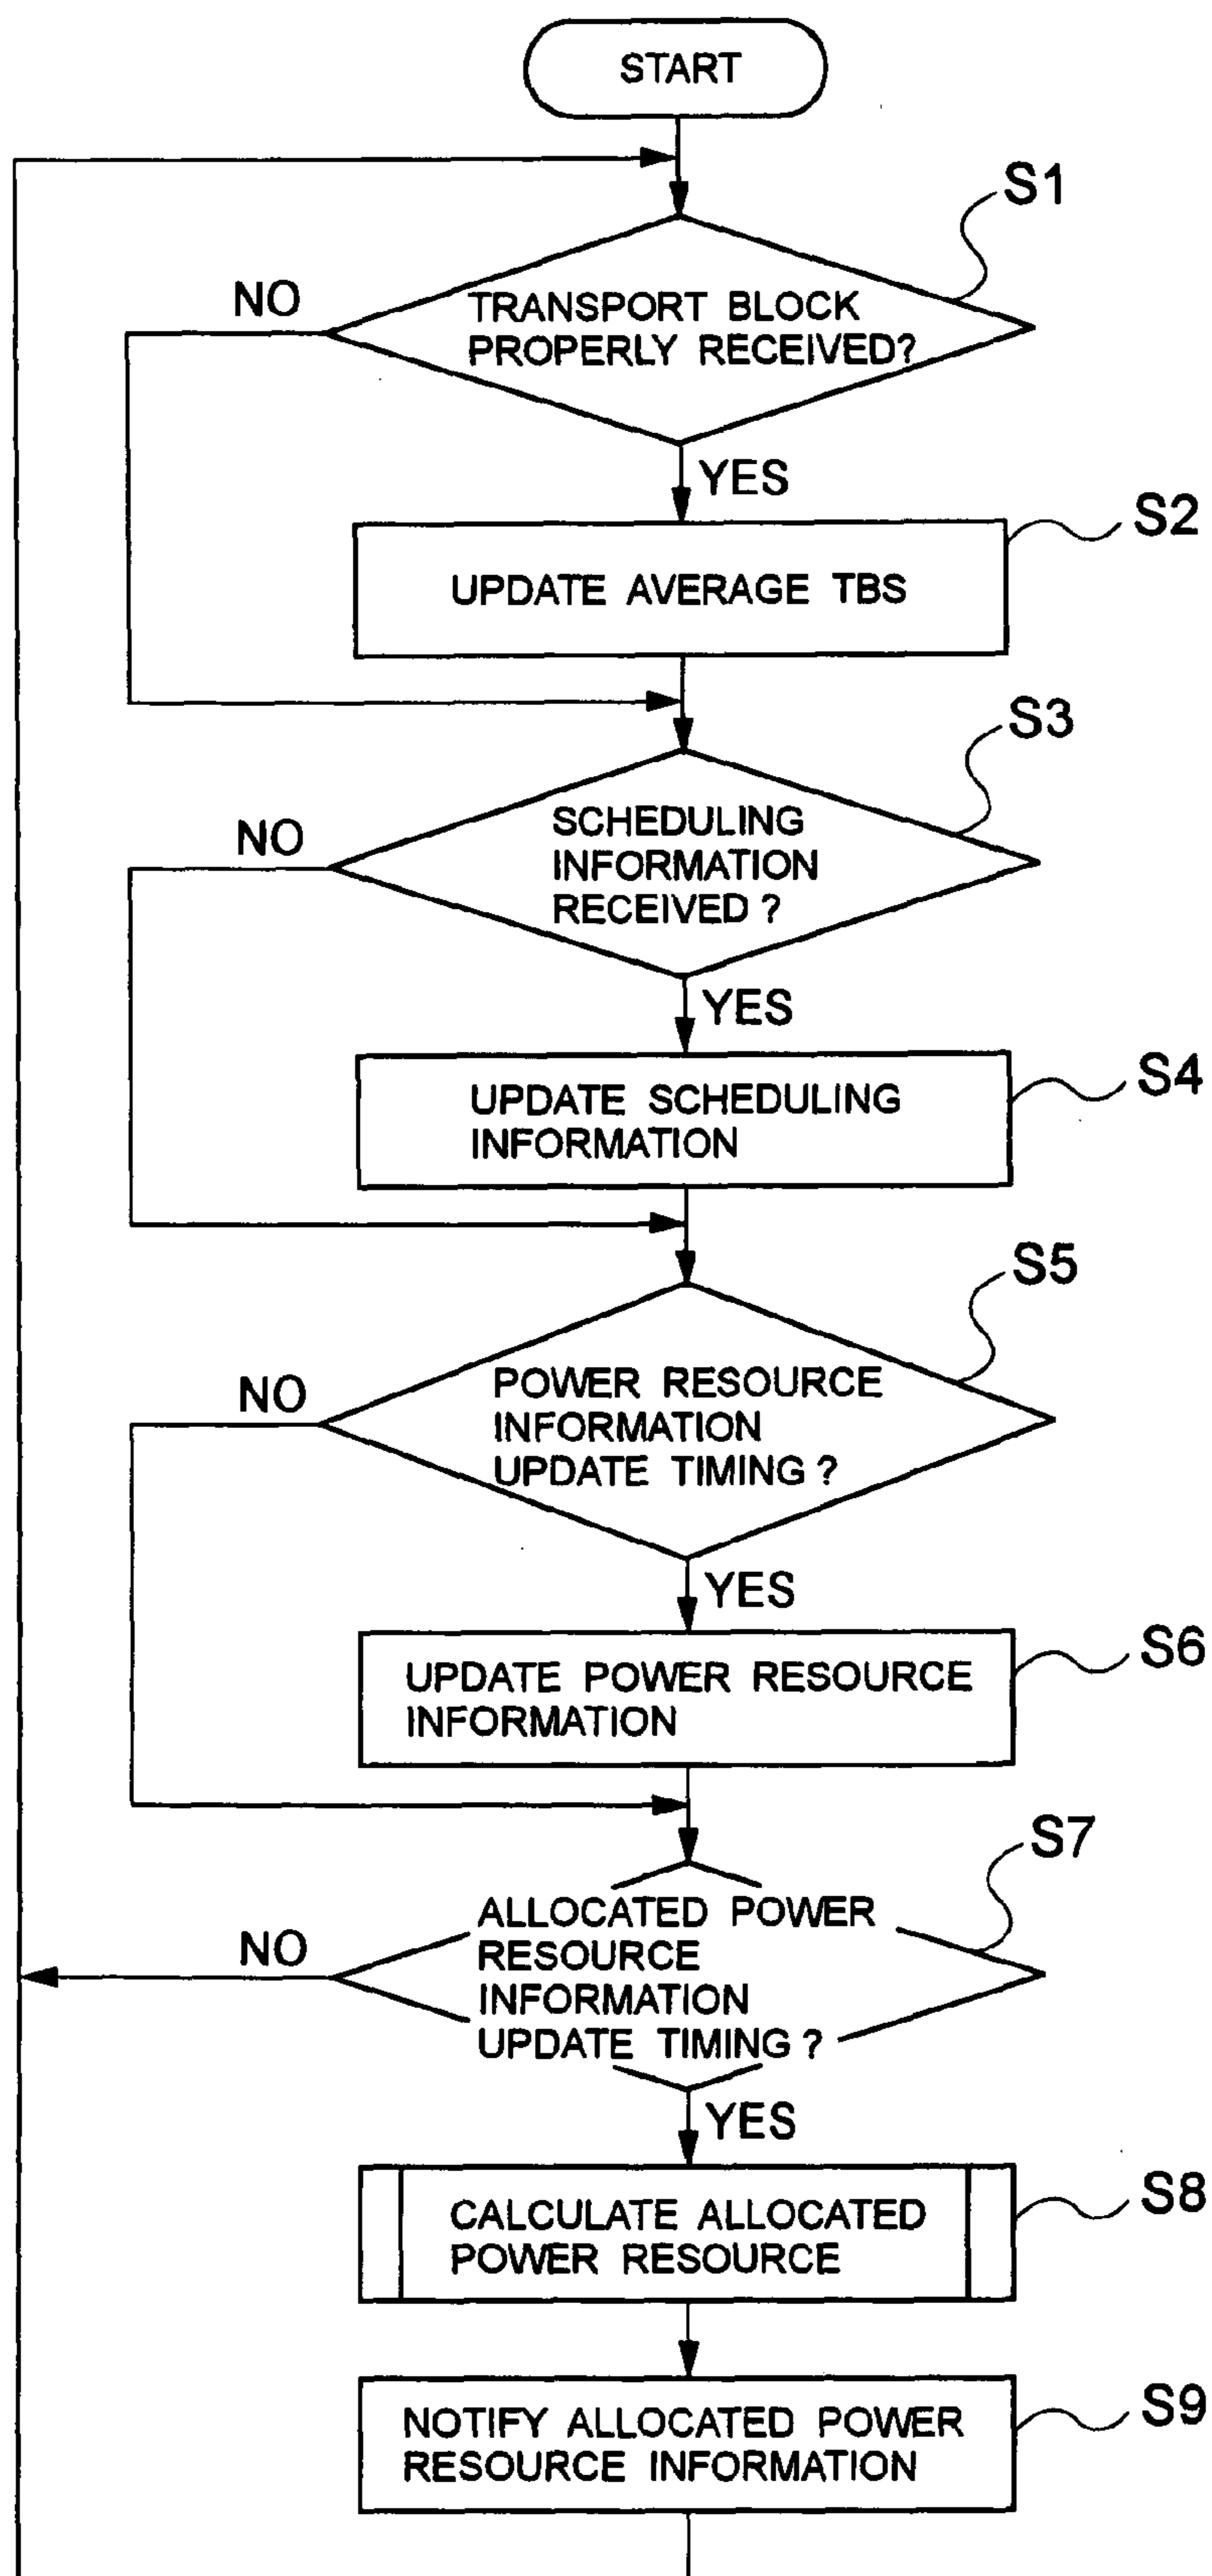 START
S1
NO
TRANSPORT BLOCK
PROPERLY RECEIVED?
YES
S2
UPDATE AVERAGE TBS
S3
NO
SCHEDULING
INFORMATION
RECEIVED ?
YES
S4
UPDATE SCHEDULING
INFORMATION
S5
NO
POWER RESOURCE
INFORMATION
UPDATE TIMING ?
YES
S6
UPDATE POWER RESOURCE
INFORMATION
S7
NO
ALLOCATED POWER
RESOURCE
INFORMATION
UPDATE TIMING ?
YES
S8
CALCULATE ALLOCATED
POWER RESOURCE
S9
NOTIFY ALLOCATED POWER
RESOURCE INFORMATION